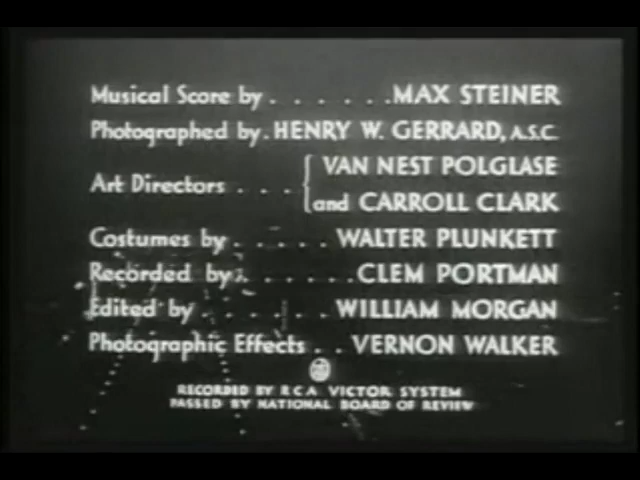 Musical Score by . . . . . . . MAX STEINER
Photographed by . HENRY W. GERRARD, A.S.C.
Art Directors . . . { VAN NEST POLGLASE
and CARROLL CLARK
Costumes by . . . . . WALTER PLUNKETT
Recorded by . . . . . . . CLEM PORTMAN
Edited by . . . . . . WILLIAM MORGAN
Photographic Effects . . VERNON WALKER
RECORDED BY R.C.A. VICTOR SYSTEM
PASSED BY NATIONAL BOARD OF REVIEW